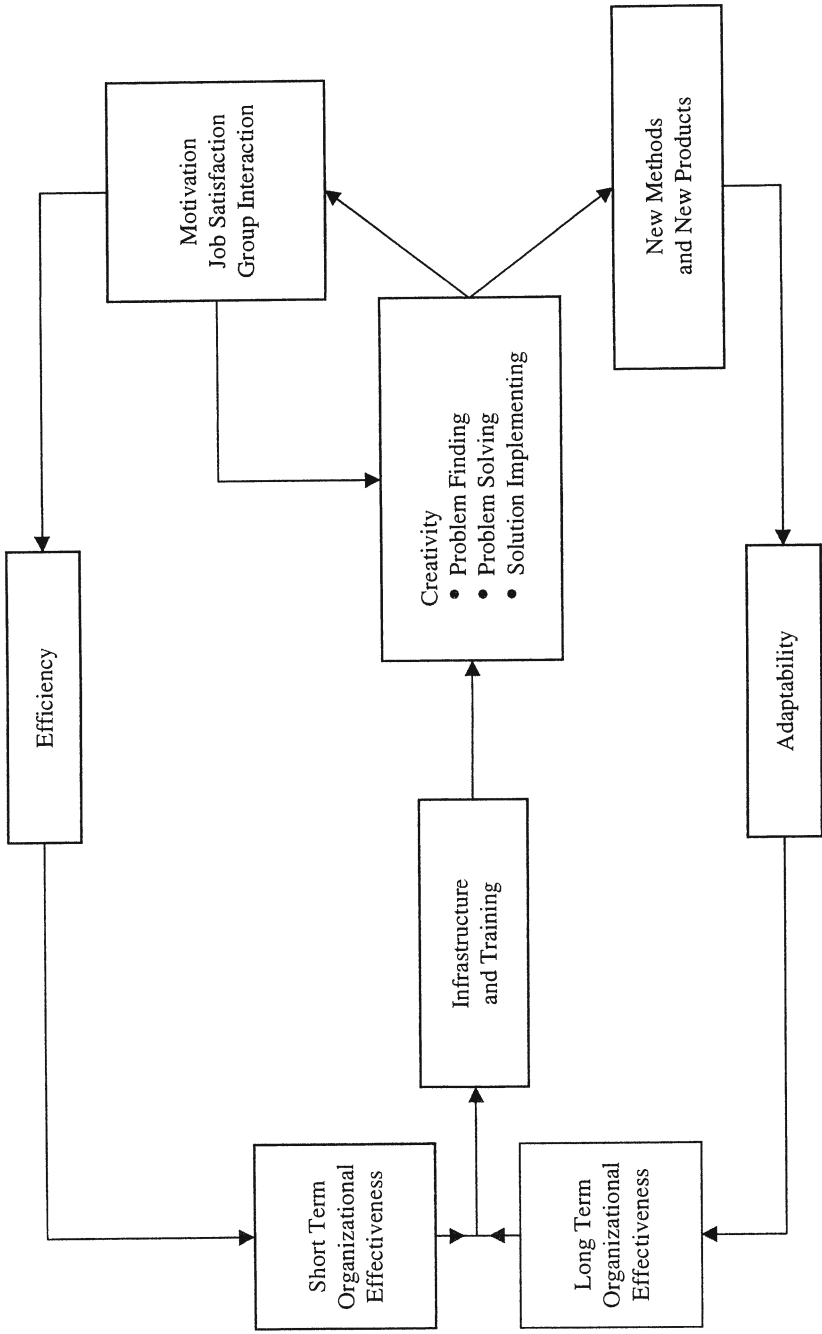 Efficiency
Motivation
Job Satisfaction
Group Interaction
Short Term
Organizational
Effectiveness
Infrastructure
and Training
Creativity
• Problem Finding
• Problem Solving
• Solution Implementing
Long Term
Organizational
Effectiveness
New Methods
and New Products
Adaptability